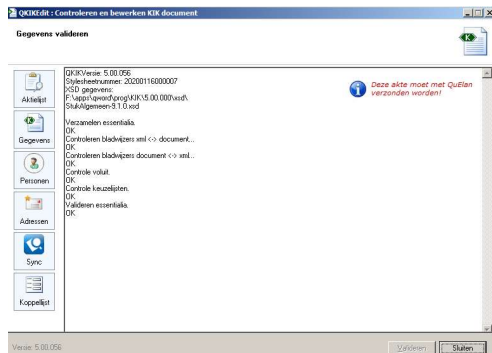 QKIKEdit : Controleren en bewerken KIK document
Gegevens valideren
Aktielijst
Gegevens
Personen
Adressen
Sync
Koppellijst
QKIKVersie: 5.00.056
Stylesheetnummer: 20200116000007
XSD gegevens:
F:\apps\qword\prog\KIK\5.00.000\xsd\
StukAlgemeen-9.1.0.xsd
Verzamelen essentialia.
OK
Controleren bladwijzers xml <-> document...
OK
Controleren bladwijzers document <-> xml...
OK
Controle voluit.
OK
Controle keuzelijsten.
OK
Valideren essentialia.
OK
Deze akte moet met QuElan
verzonden worden!
Versie: 5.00.056
Valideren
Sluiten